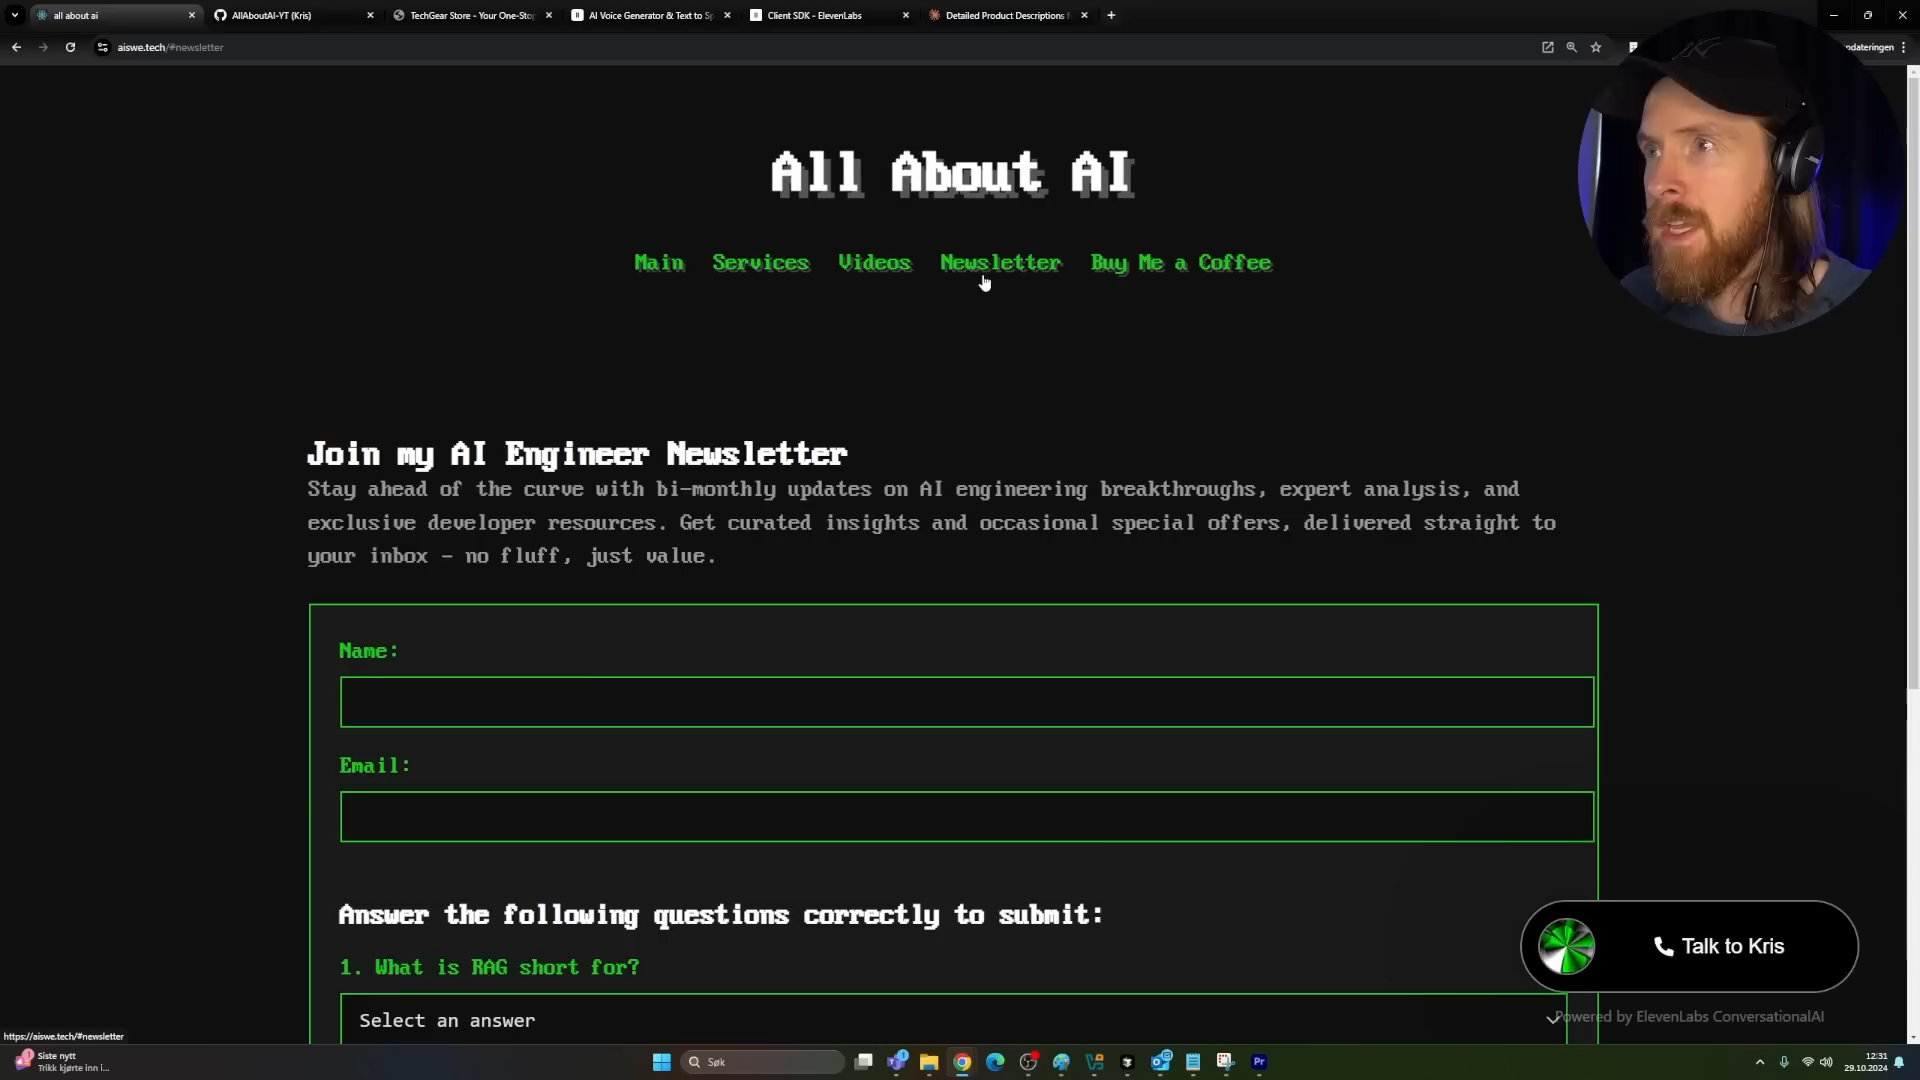 all about ai
AllAboutAI-YT (Kris)
TechGear Store - Your One-Stop
AI Voice Generator & Text to Sp
Client SDK - ElevenLabs
Detailed Product Descriptions f
aiswe.tech/#newsletter
ndateringen
All About AI
Main Services Videos Newsletter Buy Me a Coffee
Join my AI Engineer Newsletter
Stay ahead of the curve with bi-monthly updates on AI engineering breakthroughs, expert analysis, and
exclusive developer resources. Get curated insights and occasional special offers, delivered straight to
your inbox - no fluff, just value.
Name:
Email:
Answer the following questions correctly to submit:
1. What is RAG short for?
Select an answer
Talk to Kris
Powered by ElevenLabs ConversationalAI
https://aiswe.tech/#newsletter
Siste nytt
Trikk kjørte inn i...
Søk
12:31
29.10.2024